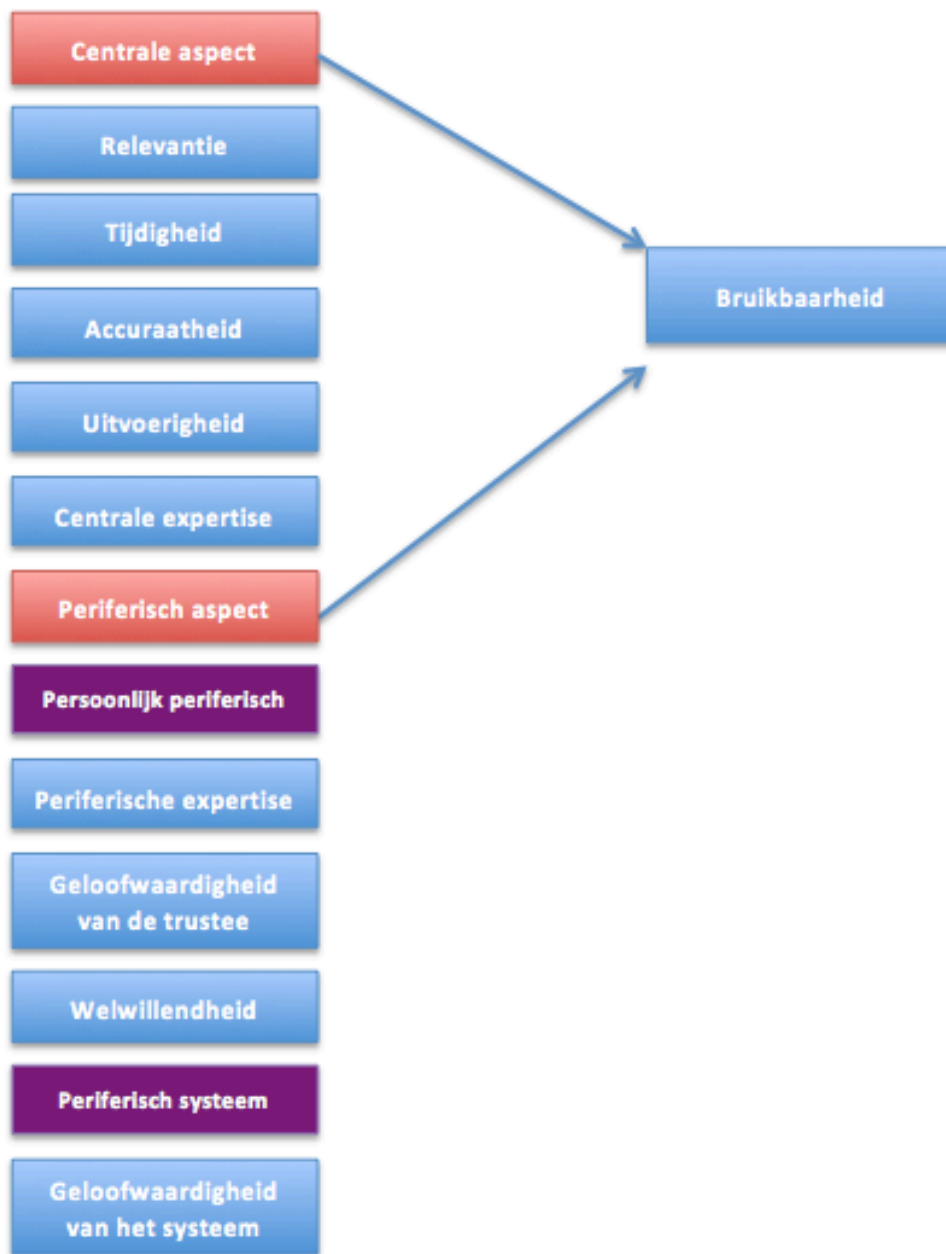 Centrale aspect
Relevantie
Tijdigheid
Accuraatheid
Bruikbaarheid
Uitvoerigheid
Centrale expertise
Periferisch aspect
Persoonlijk periferisch
Periferische expertise
Geloofwaardigheid
van de trustee
Welwillendheid
Periferisch systeem
Geloofwaardigheid
van het systeem